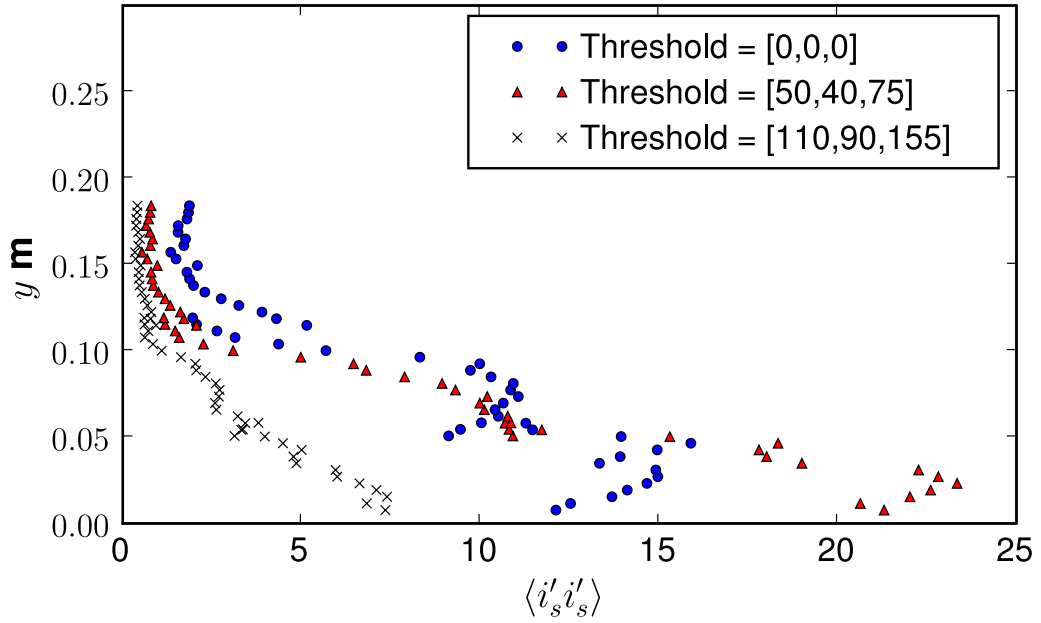 Threshold = [0,0,0]
Threshold = [50,40,75]
Threshold = [110,90,155]
0.25
0.20
0.15
0.10
0.05
0.00
y m
0 5 10 15 20 25
⟨i′ₛi′ₛ⟩